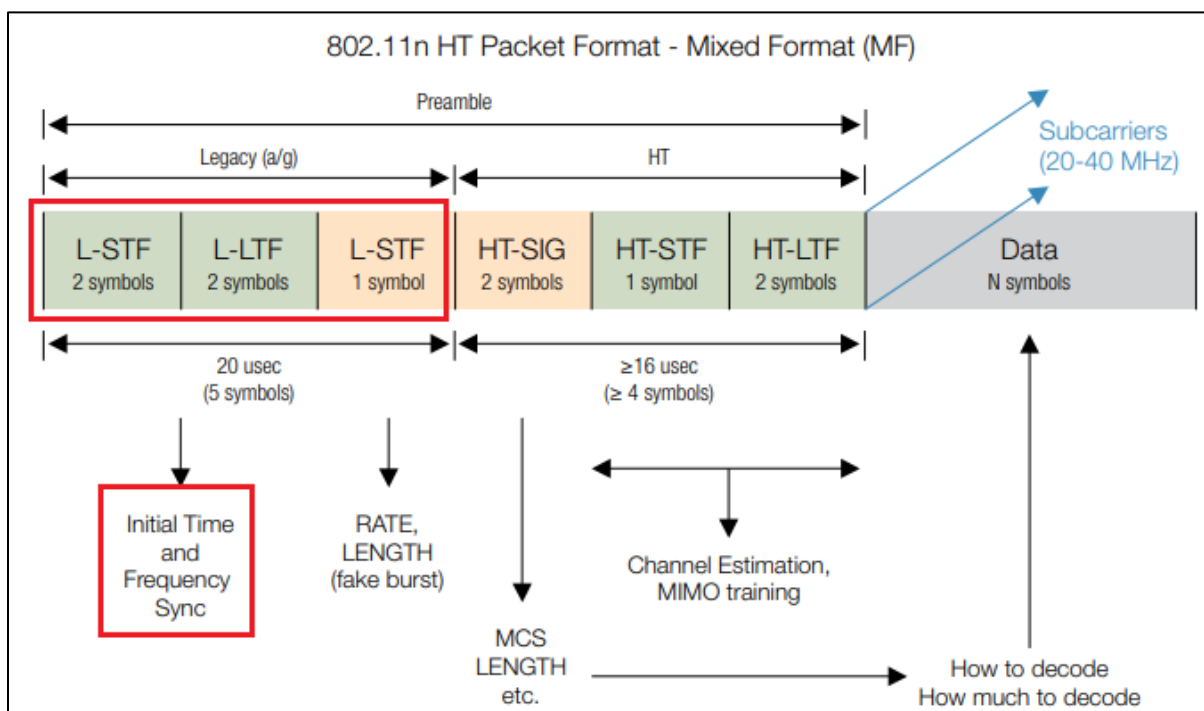 802.11n HT Packet Format - Mixed Format (MF)
Preamble
Legacy (a/g)
HT
Subcarriers
(20-40 MHz)
L-STF
2 symbols
L-LTF
2 symbols
L-STF
1 symbol
HT-SIG
2 symbols
HT-STF
1 symbol
HT-LTF
2 symbols
Data
N symbols
20 usec
(5 symbols)
≥16 usec
(≥ 4 symbols)
Initial Time
and
Frequency
Sync
RATE,
LENGTH
(fake burst)
Channel Estimation,
MIMO training
MCS
LENGTH
etc.
How to decode
How much to decode